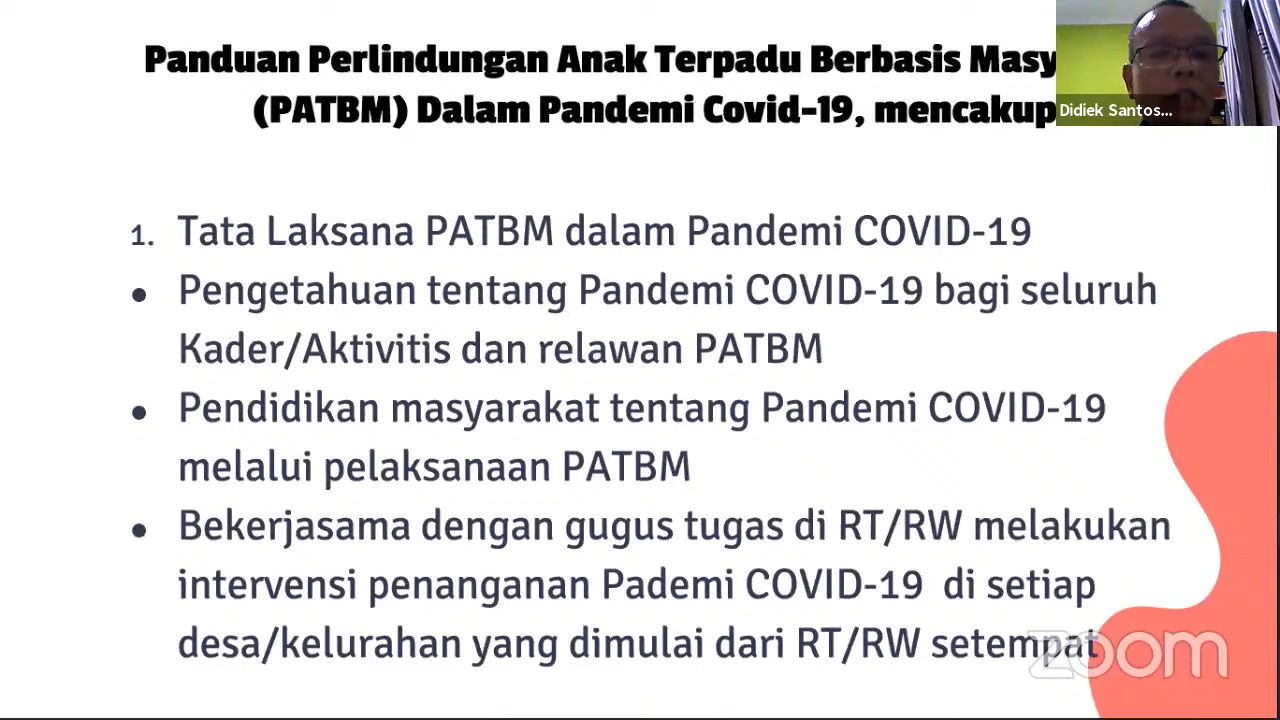 Panduan Perlindungan Anak Terpadu Berbasis Masy
(PATBM) Dalam Pandemi Covid-19, mencakup
Didiek Santos...
1. Tata Laksana PATBM dalam Pandemi COVID-19
• Pengetahuan tentang Pandemi COVID-19 bagi seluruh
Kader/Aktivitis dan relawan PATBM
• Pendidikan masyarakat tentang Pandemi COVID-19
melalui pelaksanaan PATBM
• Bekerjasama dengan gugus tugas di RT/RW melakukan
intervensi penanganan Pademi COVID-19 di setiap
desa/kelurahan yang dimulai dari RT/RW setempat
zoom